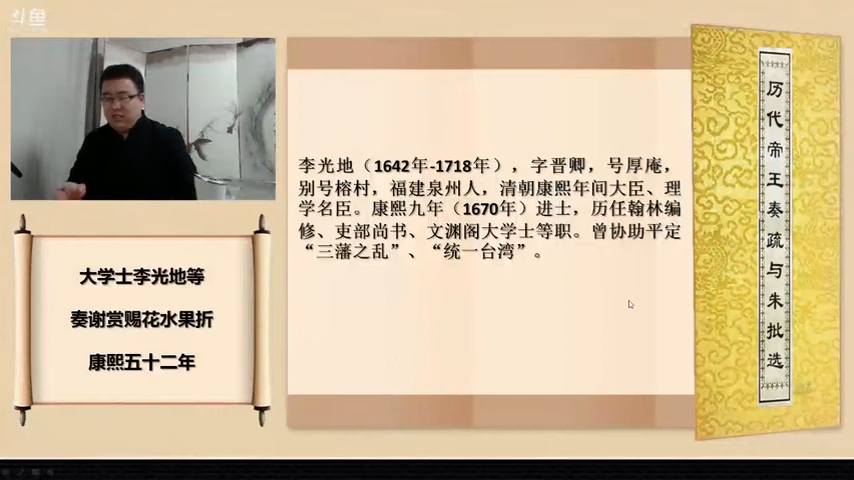 斗鱼
李光地（1642年-1718年），字晋卿，号厚庵，
别号榕村，福建泉州人，清朝康熙年间大臣、理
学名臣。康熙九年（1670年）进士，历任翰林编
修、吏部尚书、文渊阁大学士等职。曾协助平定
“三藩之乱”、“统一台湾”。
大学士李光地等
奏谢赏赐花水果折
康熙五十二年
历代帝王奏疏与朱批选